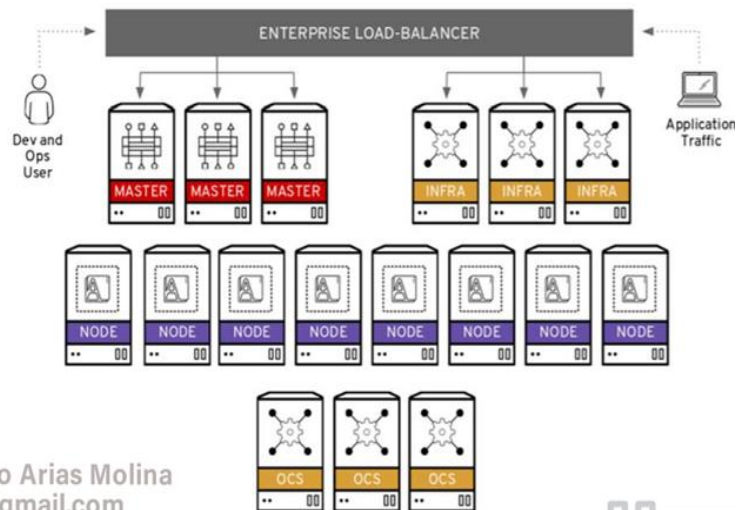 ENTERPRISE LOAD-BALANCER
Dev and
Ops
User
Application
Traffic
MASTER MASTER MASTER
INFRA INFRA INFRA
NODE NODE NODE NODE NODE NODE NODE NODE
OCS OCS OCS
o Arias Molina
gmail.com